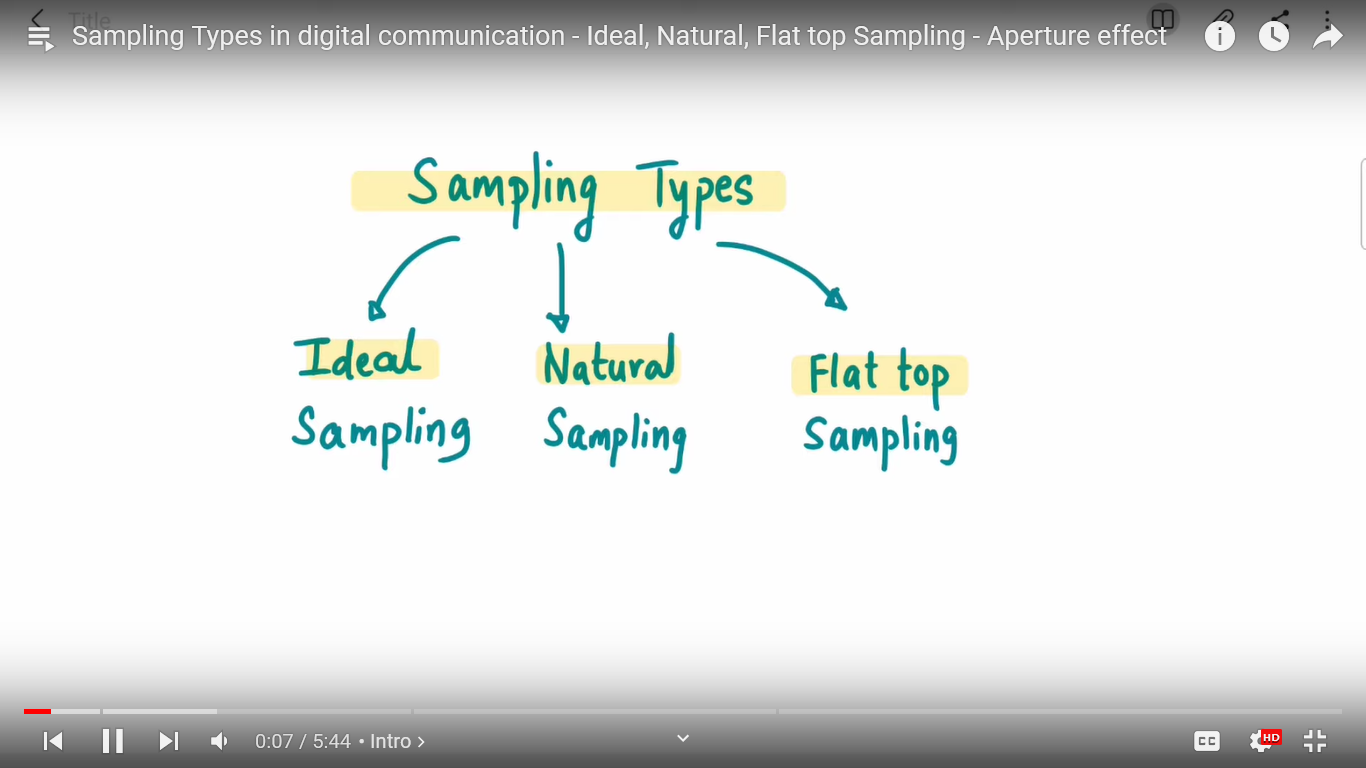 Title
Sampling Types in digital communication - Ideal, Natural, Flat top Sampling - Aperture effect
Sampling Types
Ideal Sampling
Natural Sampling
Flat top Sampling
0:07 / 5:44 • Intro
CC
HD